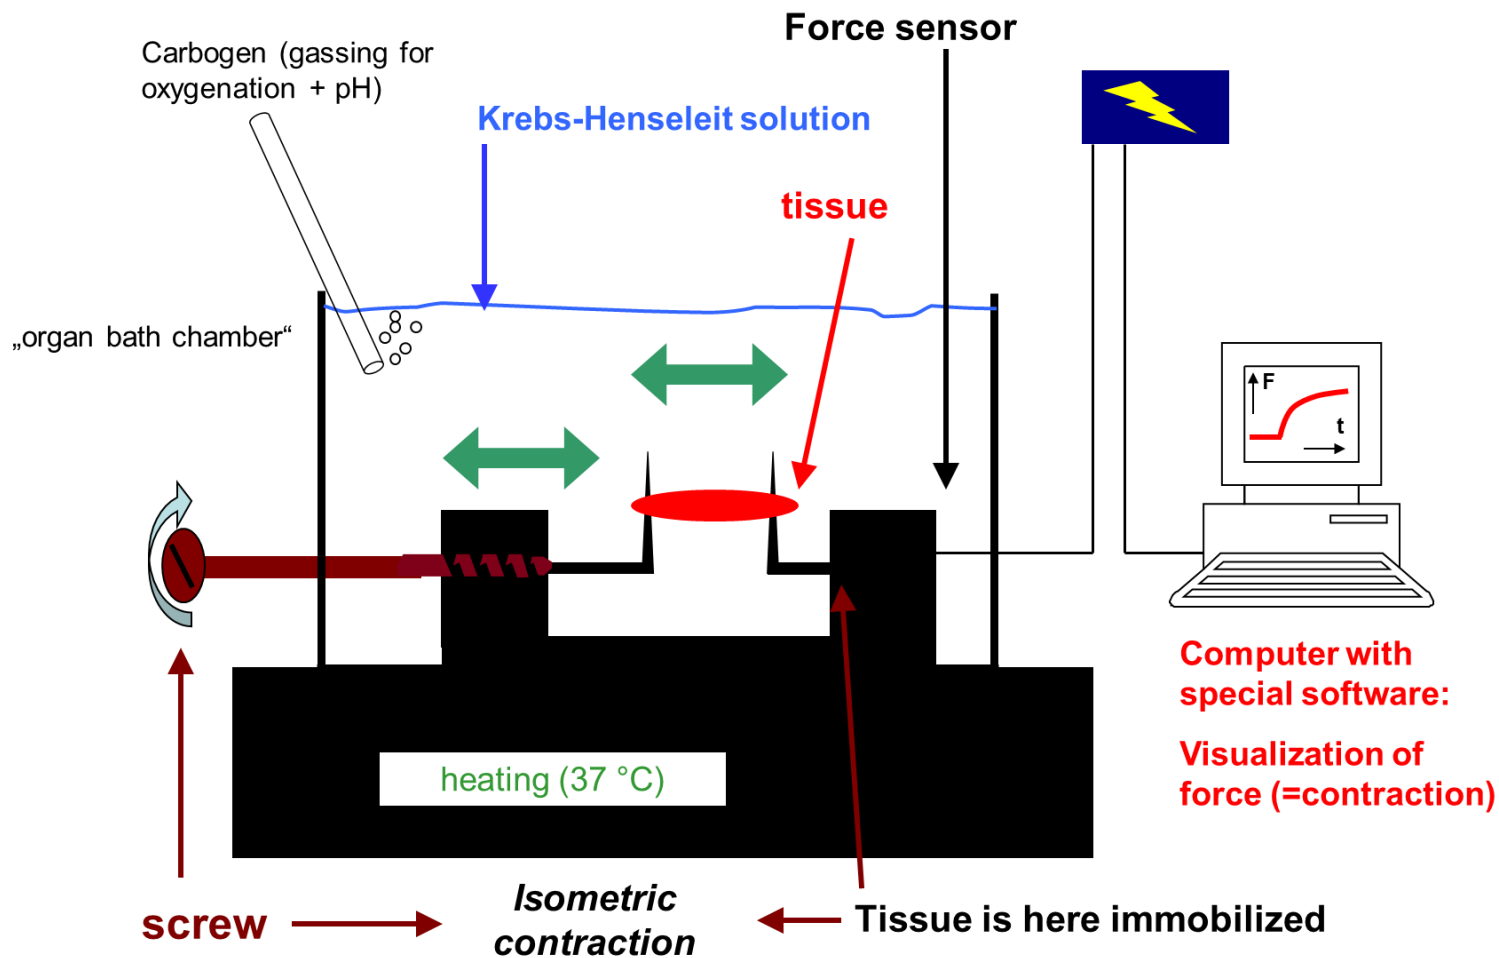 Force sensor
Carbogen (gassing for
oxygenation + pH)
Krebs-Henseleit solution
tissue
„organ bath chamber“
F
t
Computer with
special software:
Visualization of
force (=contraction)
heating (37 °C)
Isometric
contraction
screw
Tissue is here immobilized